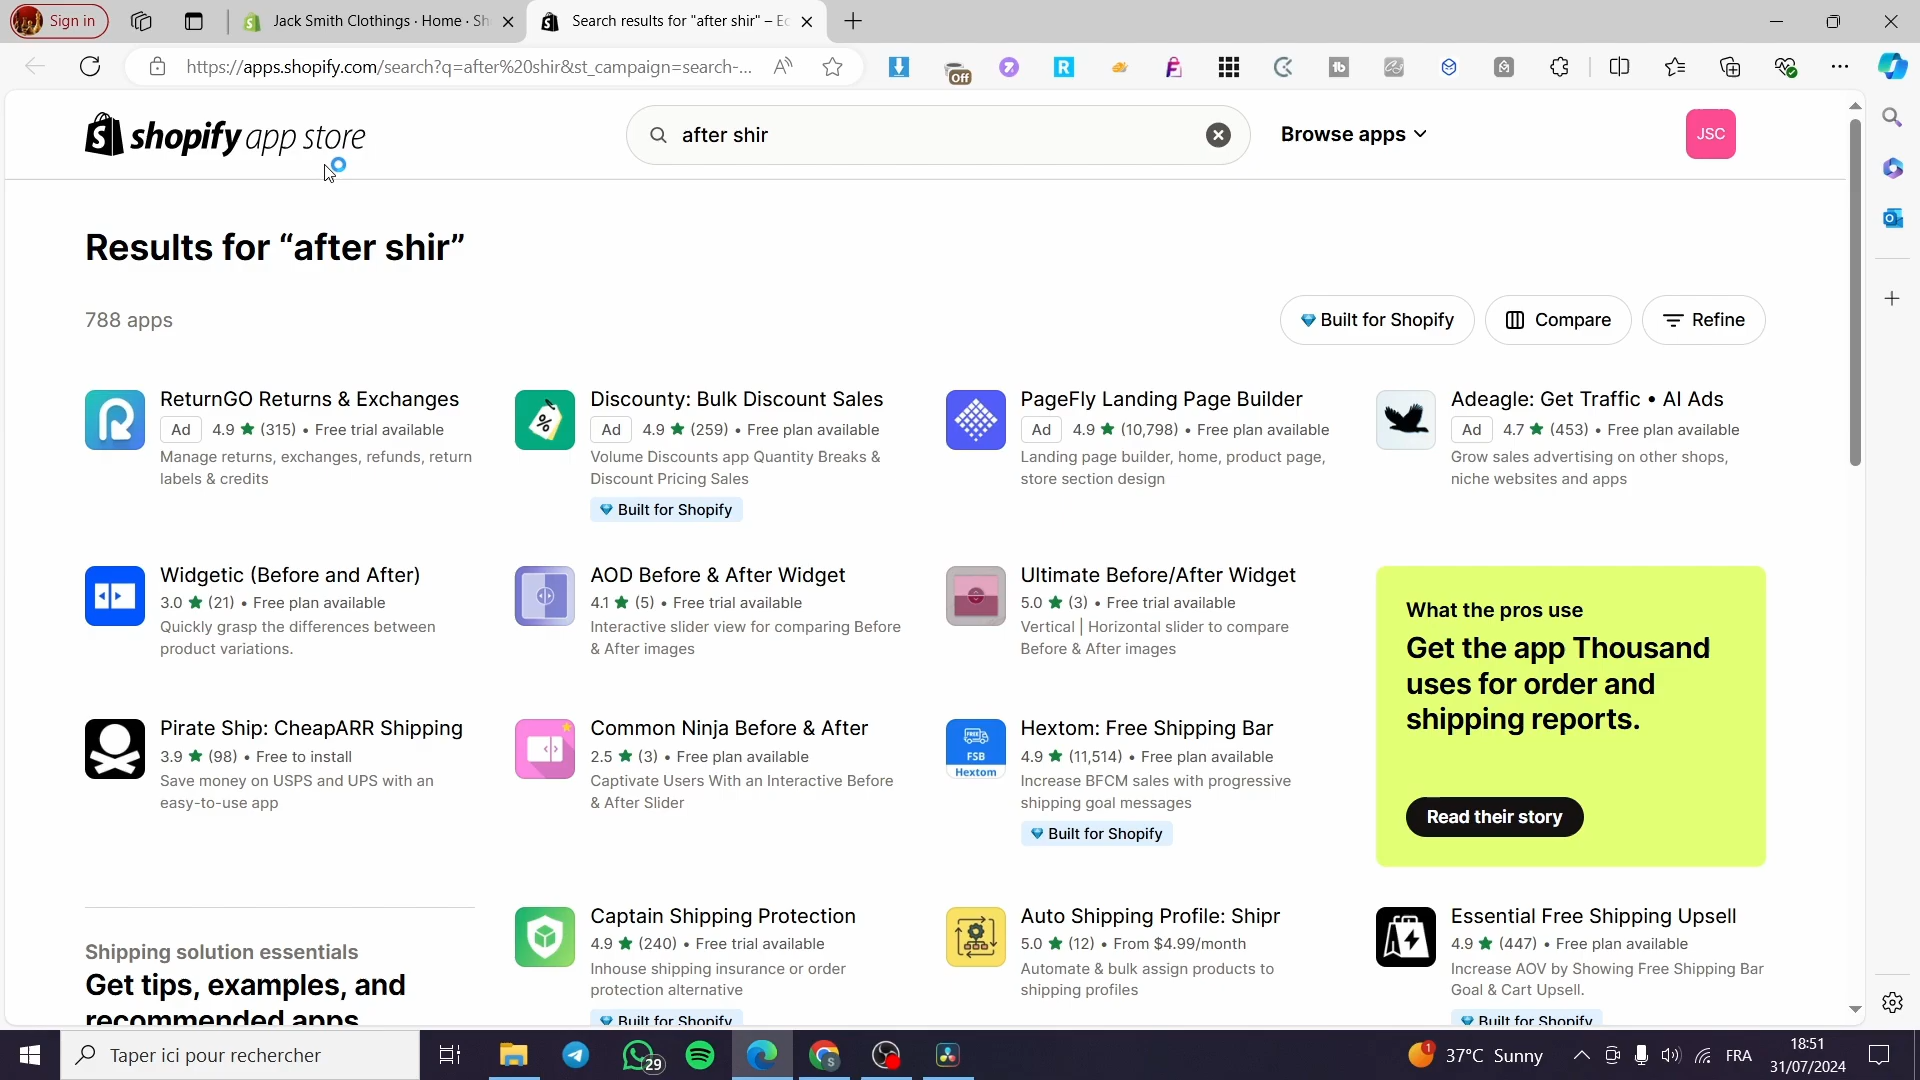 Sign in
Jack Smith Clothings · Home · Sh
Search results for "after shir" – Ec
https://apps.shopify.com/search?q=after%20shir&st_campaign=search-...
Off
shopify app store
after shir
Browse apps
JSC
Results for “after shir”
788 apps
Built for Shopify
Compare
Refine
ReturnGO Returns & Exchanges
Ad 4.9 ★ (315) • Free trial available
Manage returns, exchanges, refunds, return
labels & credits
Discounty: Bulk Discount Sales
Ad 4.9 ★ (259) • Free plan available
Volume Discounts app Quantity Breaks &
Discount Pricing Sales
Built for Shopify
PageFly Landing Page Builder
Ad 4.9 ★ (10,798) • Free plan available
Landing page builder, home, product page,
store section design
Adeagle: Get Traffic • AI Ads
Ad 4.7 ★ (453) • Free plan available
Grow sales advertising on other shops,
niche websites and apps
Widgetic (Before and After)
3.0 ★ (21) • Free plan available
Quickly grasp the differences between
product variations.
AOD Before & After Widget
4.1 ★ (5) • Free trial available
Interactive slider view for comparing Before
& After images
Ultimate Before/After Widget
5.0 ★ (3) • Free trial available
Vertical | Horizontal slider to compare
Before & After images
What the pros use
Get the app Thousand
uses for order and
shipping reports.
Read their story
Pirate Ship: CheapARR Shipping
3.9 ★ (98) • Free to install
Save money on USPS and UPS with an
easy-to-use app
Common Ninja Before & After
2.5 ★ (3) • Free plan available
Captivate Users With an Interactive Before
& After Slider
FREE
FSB
Hextom
Hextom: Free Shipping Bar
4.9 ★ (11,514) • Free plan available
Increase BFCM sales with progressive
shipping goal messages
Built for Shopify
Shipping solution essentials
Get tips, examples, and
recommended apps
Captain Shipping Protection
4.9 ★ (240) • Free trial available
Inhouse shipping insurance or order
protection alternative
Built for Shopify
Auto Shipping Profile: Shipr
5.0 ★ (12) • From $4.99/month
Automate & bulk assign products to
shipping profiles
Essential Free Shipping Upsell
4.9 ★ (447) • Free plan available
Increase AOV by Showing Free Shipping Bar
Goal & Cart Upsell.
Built for Shopify
Taper ici pour rechercher
29
1
37°C Sunny
FRA
18:51
31/07/2024